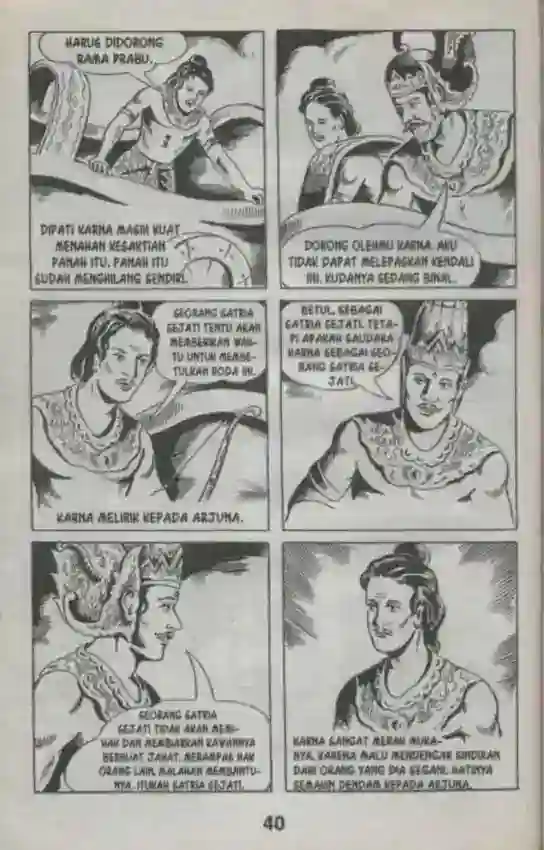 HARUS DIDORONG
RAMA PRABU.
DIPATI KARNA MASIH KUAT
MENAHAN KESAKTIAN
PANAH ITU. PANAH ITU
SUDAH MENGHILANG SENDIRI.
DORONG OLEHMU KARNA. AKU
TIDAK DAPAT MELEPASKAN KENDALI
INI. KUDANYA SEDANG BINAL.
SEORANG SATRIA
SEJATI TENTU AKAN
MEMBERIKAN WAK-
TU UNTUK MEMBE-
TULKAN RODA INI.
KARNA MELIRIK KEPADA ARJUNA.
BETUL, SEBAGAI
SATRIA SEJATI. TETA-
PI APAKAH SAUDARA
KARNA SEBAGAI SEO-
RANG SATRIA SE-
JATI.
SEORANG SATRIA
SEJATI TIDAK AKAN MEMI-
HAK DAN MEMBIARKAN KAWANNYA
BERBUAT JAHAT. MERAMPAK HAK
ORANG LAIN, MALAHAN MEMBANTU-
NYA. ITUKAH SATRIA SEJATI.
KARNA SANGAT MERAH MUKA-
NYA, KARENA MALU MENDENGAR SINDIRAN
DARI ORANG YANG DIA SEGANI. HATINYA
SEMAKIN DENDAM KEPADA ARJUNA.
40